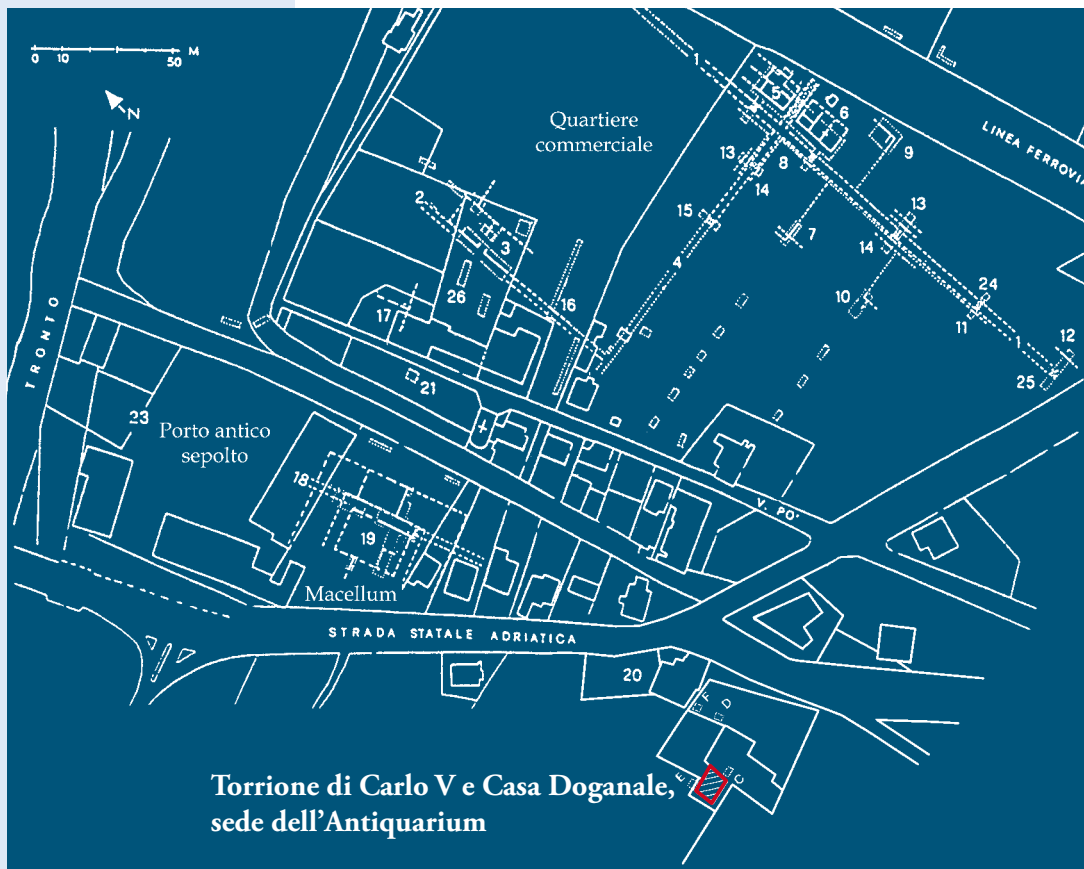 0 10 50 M
N
1
5
6
LINEA FERROVIA
Quartiere
commerciale
9
13
8
14
2
3
15
7
13
14
4
26
17
16
10
24
11
1
12
25
TRONTO
21
23
Porto antico
sepolto
18
19
V. PO'
Macellum
STRADA STATALE ADRIATICA
20
F
D
E
C
Torrione di Carlo V e Casa Doganale,
sede dell'Antiquarium